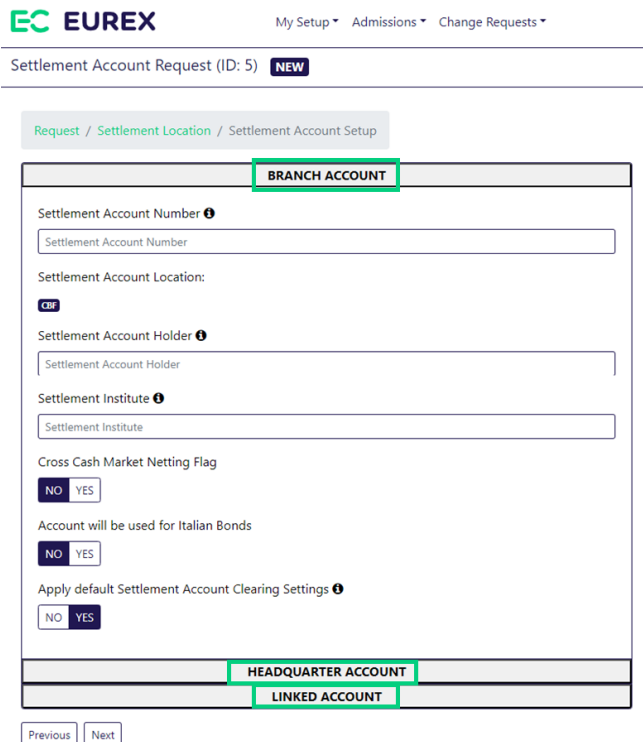 EC EUREX My Setup Admissions Change Requests
Settlement Account Request (ID: 5) NEW
Request / Settlement Location / Settlement Account Setup
BRANCH ACCOUNT
Settlement Account Number
Settlement Account Number
Settlement Account Location:
CBF
Settlement Account Holder
Settlement Account Holder
Settlement Institute
Settlement Institute
Cross Cash Market Netting Flag
NO YES
Account will be used for Italian Bonds
NO YES
Apply default Settlement Account Clearing Settings
NO YES
HEADQUARTER ACCOUNT
LINKED ACCOUNT
Previous Next